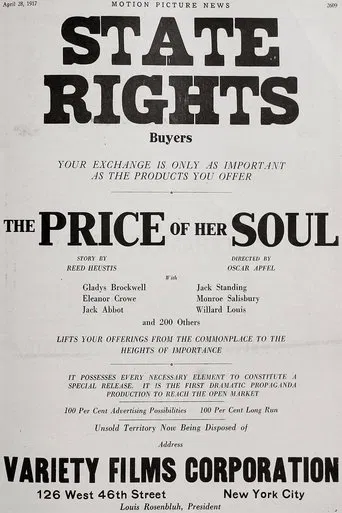 April 28, 1917 MOTION PICTURE NEWS 2609
STATE
RIGHTS
Buyers
YOUR EXCHANGE IS ONLY AS IMPORTANT
AS THE PRODUCTS YOU OFFER
THE PRICE OF HER SOUL
STORY BY DIRECTED BY
REED HEUSTIS OSCAR APFEL
With
Gladys Brockwell Jack Standing
Eleanor Crowe Monroe Salisbury
Jack Abbot Willard Louis
and 200 Others
LIFTS YOUR OFFERINGS FROM THE COMMONPLACE TO THE
HEIGHTS OF IMPORTANCE
IT POSSESSES EVERY NECESSARY ELEMENT TO CONSTITUTE A
SPECIAL RELEASE. IT IS THE FIRST DRAMATIC PROPAGANDA
PRODUCTION TO REACH THE OPEN MARKET
100 Per Cent Advertising Possibilities 100 Per Cent Long Run
Unsold Territory Now Being Disposed of
Address
VARIETY FILMS CORPORATION
126 West 46th Street New York City
Louis Rosenbluh, President